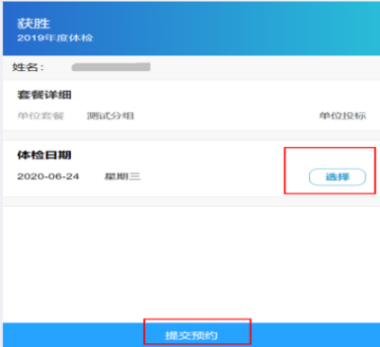 获胜
2019年度体检
姓名：
套餐详细
单位套餐 测试分组 单位投标
体检日期
2020-06-24 星期三 选择
提交预约